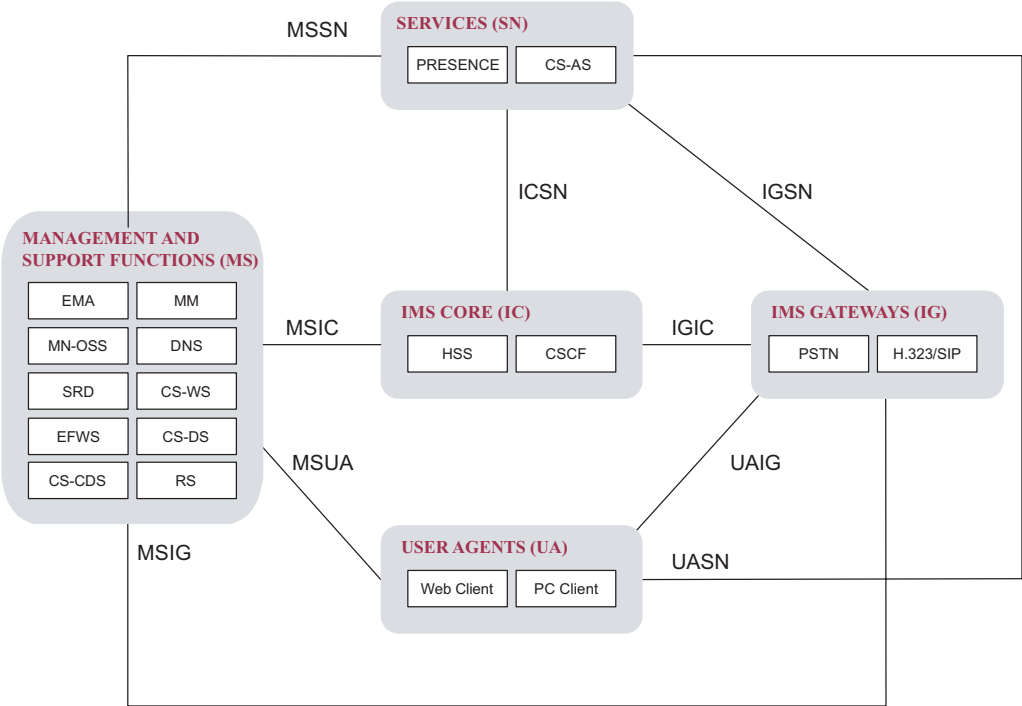 MSSN
SERVICES (SN)
PRESENCE
CS-AS
ICSN
IGSN
MANAGEMENT AND
SUPPORT FUNCTIONS (MS)
EMA
MM
MN-OSS
DNS
SRD
CS-WS
EFWS
CS-DS
CS-CDS
RS
MSIC
IMS CORE (IC)
HSS
CSCF
IGIC
IMS GATEWAYS (IG)
PSTN
H.323/SIP
MSUA
UAIG
MSIG
USER AGENTS (UA)
Web Client
PC Client
UASN